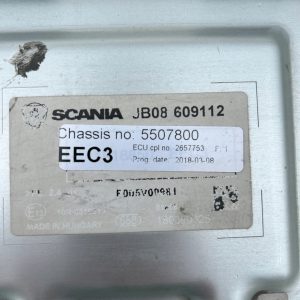 SCANIA JB08 609112
Chassis no: 5507800
EEC3 ECU cpl no. 2657753
Prog. date 2018-03-08
MADE IN HUNGARY